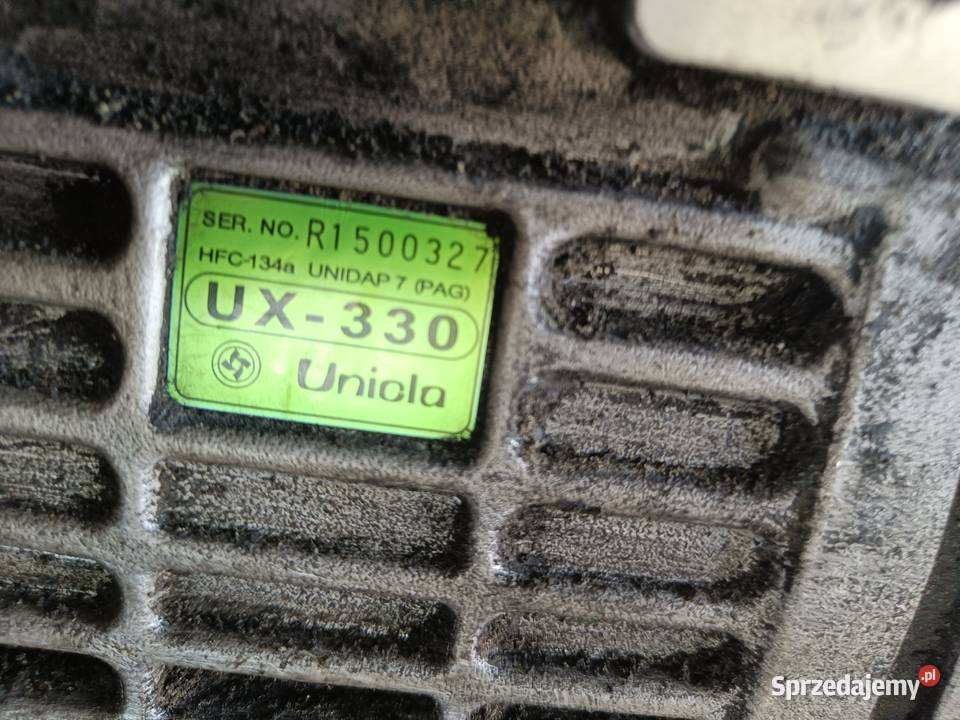 SER. NO. R1500327
HFC-134a UNIDAP 7 (PAG)
UX-330
Unicla
Sprzedajemy.pl